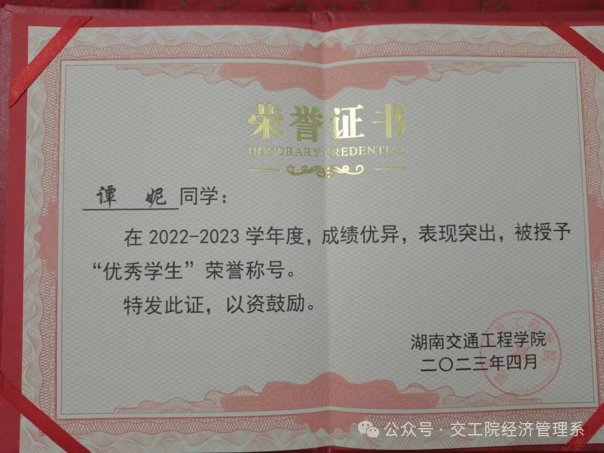 荣誉证书
HONORARY CREDENTIAL
谭 妮 同学：
在 2022-2023 学年度，成绩优异，表现突出，被授予
“优秀学生”荣誉称号。
特发此证，以资鼓励。
湖南交通工程学院
二〇二三年四月
公众号·交工院经济管理系